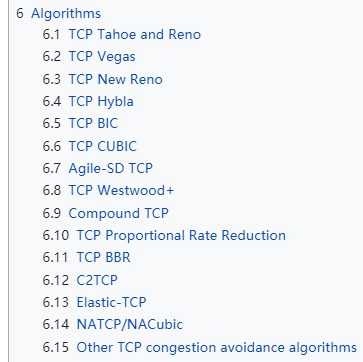 6 Algorithms
6.1 TCP Tahoe and Reno
6.2 TCP Vegas
6.3 TCP New Reno
6.4 TCP Hybla
6.5 TCP BIC
6.6 TCP CUBIC
6.7 Agile-SD TCP
6.8 TCP Westwood+
6.9 Compound TCP
6.10 TCP Proportional Rate Reduction
6.11 TCP BBR
6.12 C2TCP
6.13 Elastic-TCP
6.14 NATCP/NACubic
6.15 Other TCP congestion avoidance algorithms